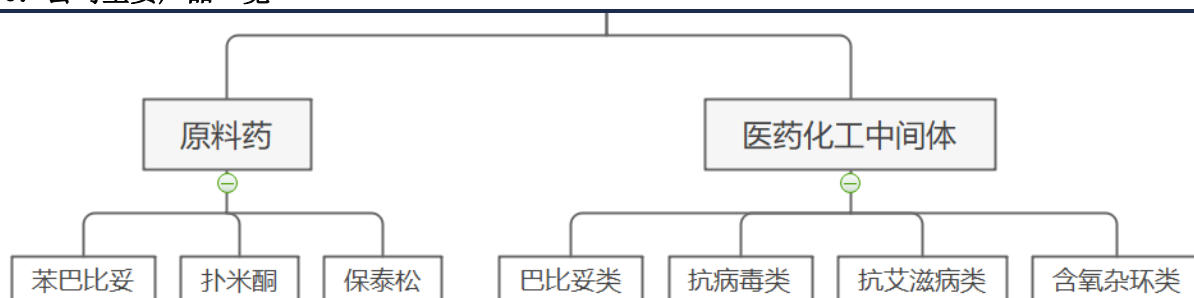 原料药
医药化工中间体
苯巴比妥
扑米酮
保泰松
巴比妥类
抗病毒类
抗艾滋病类
含氧杂环类